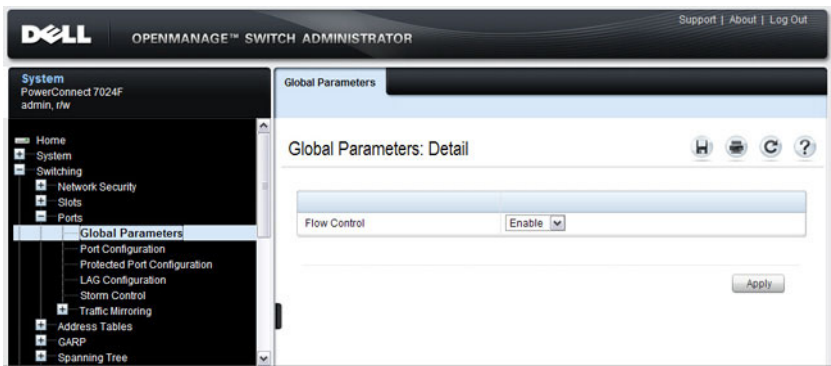 Support | About | Log Out
DELL
OPENMANAGE™ SWITCH ADMINISTRATOR
System
PowerConnect 7024F
admin, r/w
Home
System
Switching
Network Security
Slots
Ports
Global Parameters
Port Configuration
Protected Port Configuration
LAG Configuration
Storm Control
Traffic Mirroring
Address Tables
GARP
Spanning Tree
Global Parameters
Global Parameters: Detail
?
Flow Control Enable
Apply